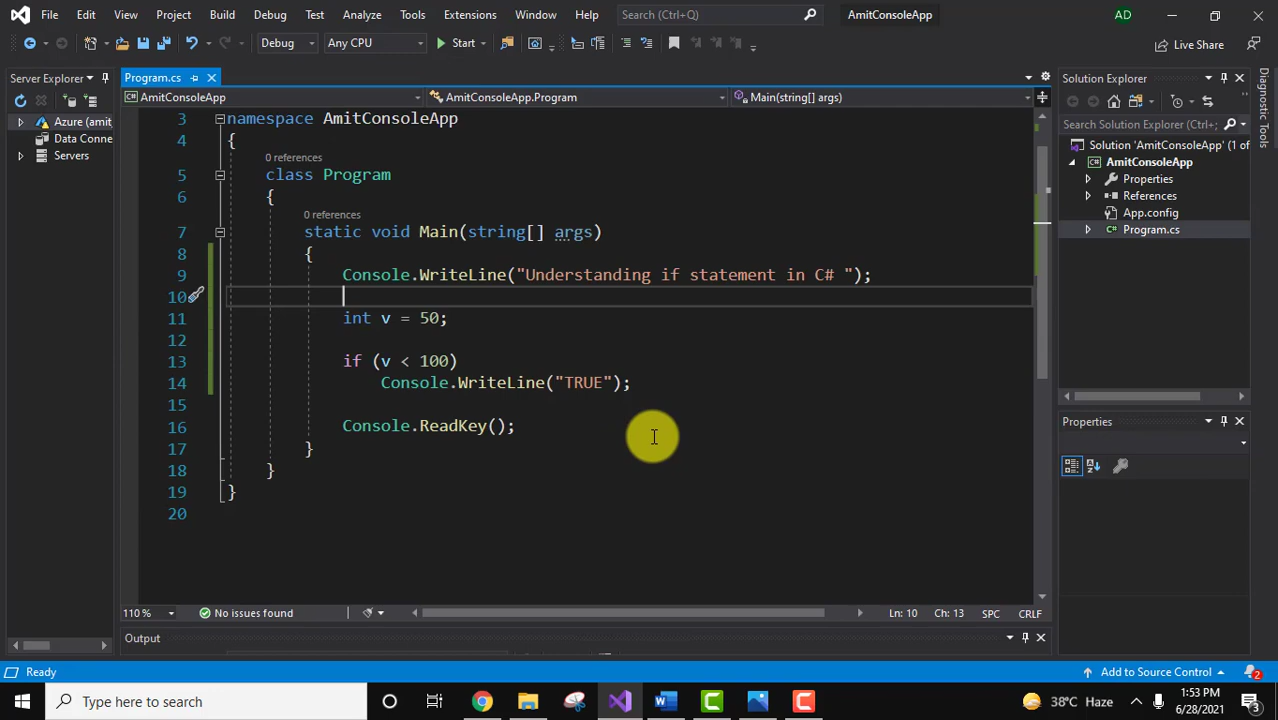 File Edit View Project Build Debug Test Analyze Tools Extensions Window Help Search (Ctrl+Q) AmitConsoleApp AD
Debug Any CPU Start Live Share
Server Explorer Program.cs Solution Explorer
AmitConsoleApp AmitConsoleApp.Program Main(string[] args)
Azure (amit
Data Conne
Servers
3 namespace AmitConsoleApp
4 {
0 references
5 class Program
6 {
0 references
7 static void Main(string[] args)
8 {
9 Console.WriteLine("Understanding if statement in C# ");
10
11 int v = 50;
12
13 if (v < 100)
14 Console.WriteLine("TRUE");
15
16 Console.ReadKey();
17 }
18 }
19 }
20
Search Solution Explorer (Ctrl+;
Solution 'AmitConsoleApp' (1 of
AmitConsoleApp
Properties
References
App.config
Program.cs
Properties
Diagnostic Tools
110 % No issues found Ln: 10 Ch: 13 SPC CRLF
Output
Ready Add to Source Control 2
Type here to search 38°C Haze 1:53 PM
6/28/2021 3